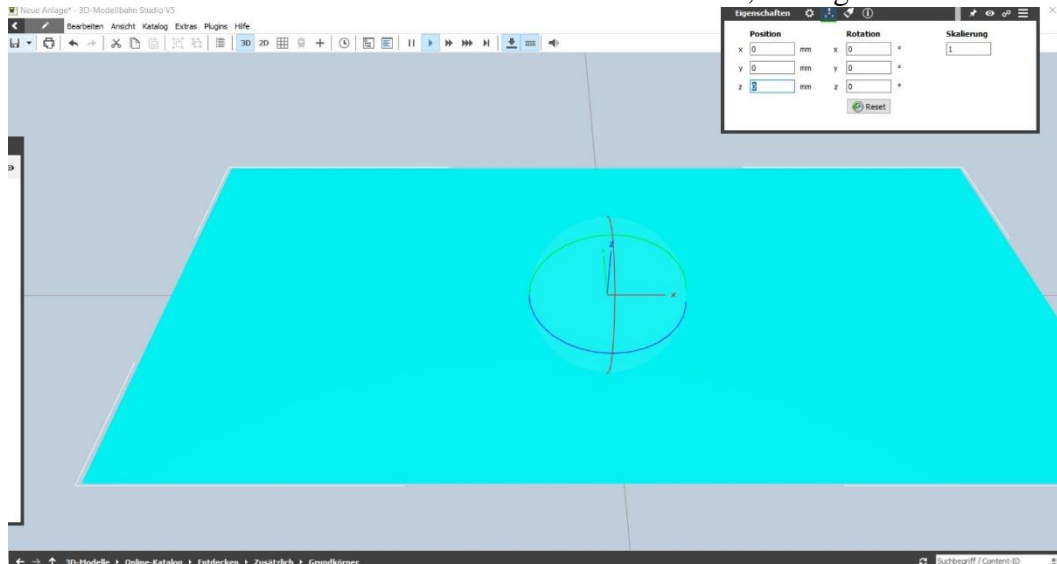 Neue Anlage* - 3D-Modellbahn Studio V5
Bearbeiten Ansicht Katalog Extras Plugins Hilfe
3D 2D
Eigenschaften
Position Rotation Skalierung
x 0 mm x 0 ° 1
y 0 mm y 0 °
z 0 mm z 0 °
Reset
Z
X
3D-Modelle Online-Katalog Entdecken Zusätzlich Grundkörper
Suchbegriff / Content-ID